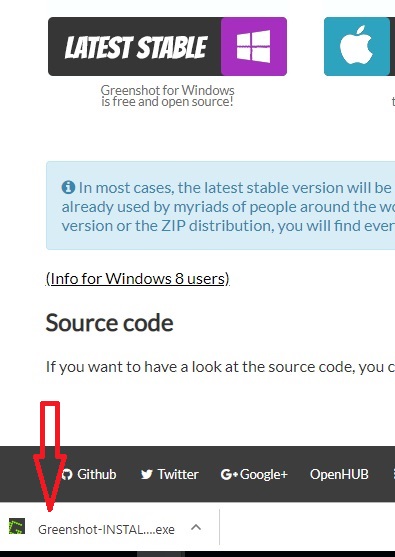 LATEST STABLE
Greenshot for Windows
is free and open source!
In most cases, the latest stable version will be
already used by myriads of people around the wo
version or the ZIP distribution, you will find ever
(Info for Windows 8 users)
Source code
If you want to have a look at the source code, you c
Github Twitter Google+ OpenHUB
Greenshot-INSTAL....exe